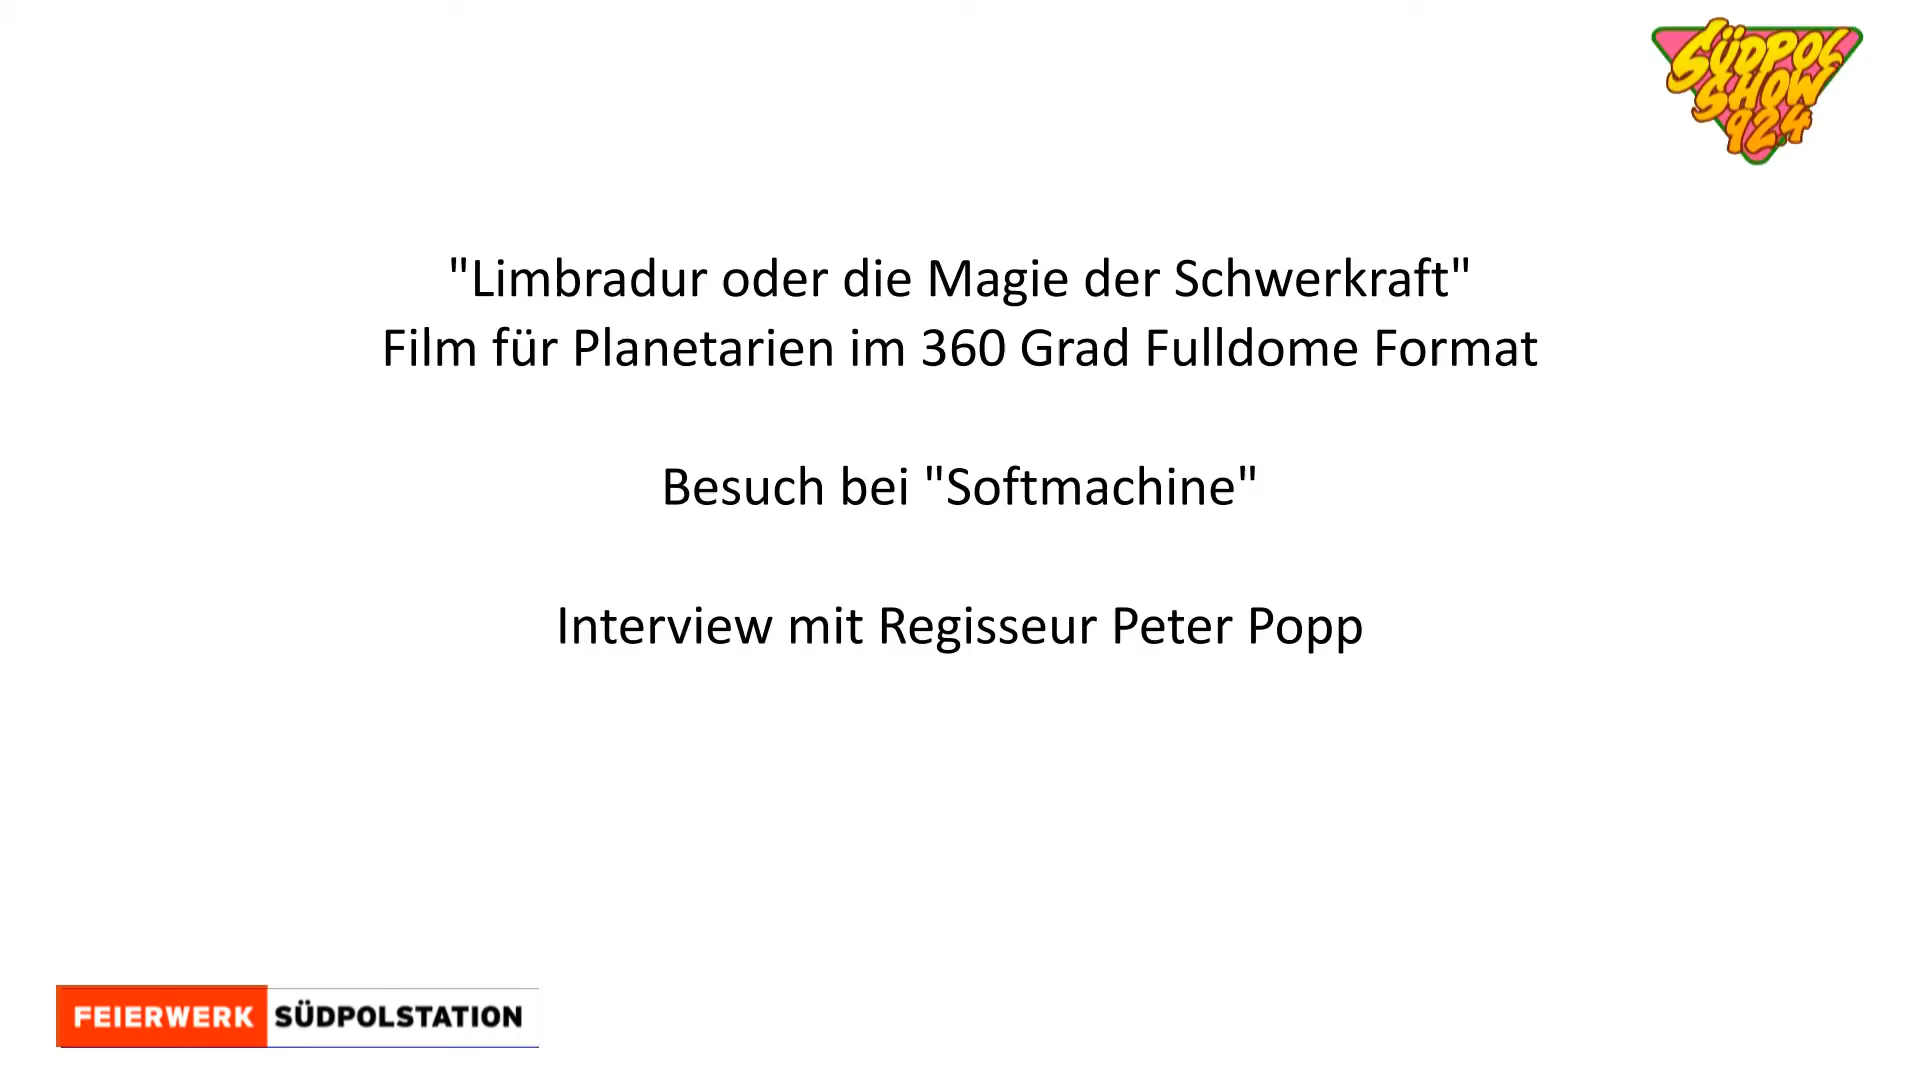 SÜDPOL
SHOW
92.4
"Limbradur oder die Magie der Schwerkraft"
Film für Planetarien im 360 Grad Fulldome Format
Besuch bei "Softmachine"
Interview mit Regisseur Peter Popp
FEIERWERK SÜDPOLSTATION